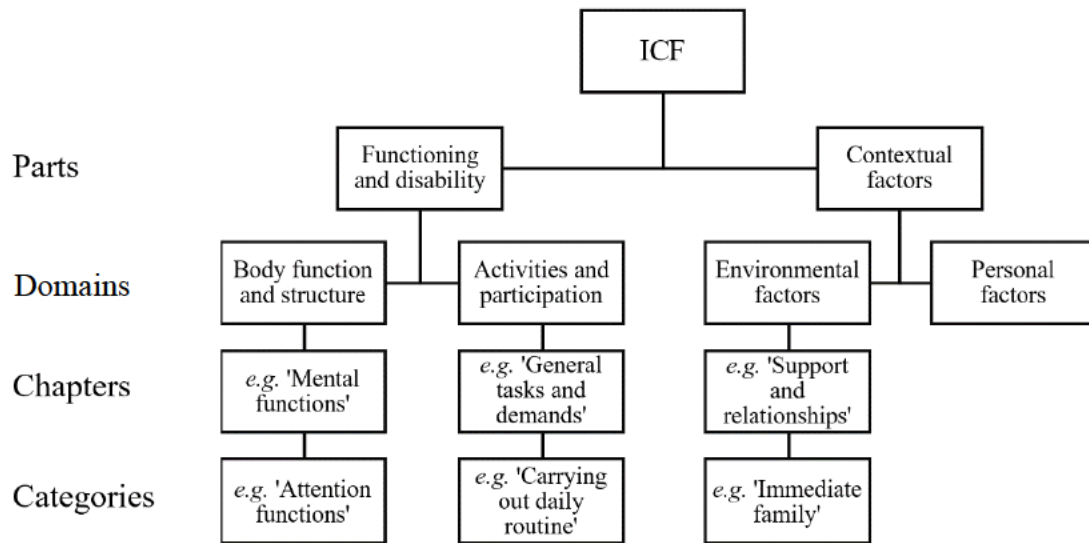 ICF
Parts
Functioning
and disability
Contextual
factors
Domains
Body function
and structure
Activities and
participation
Environmental
factors
Personal
factors
Chapters
e.g. 'Mental
functions'
e.g. 'General
tasks and
demands'
e.g. 'Support
and
relationships'
Categories
e.g. 'Attention
functions'
e.g. 'Carrying
out daily
routine'
e.g. 'Immediate
family'